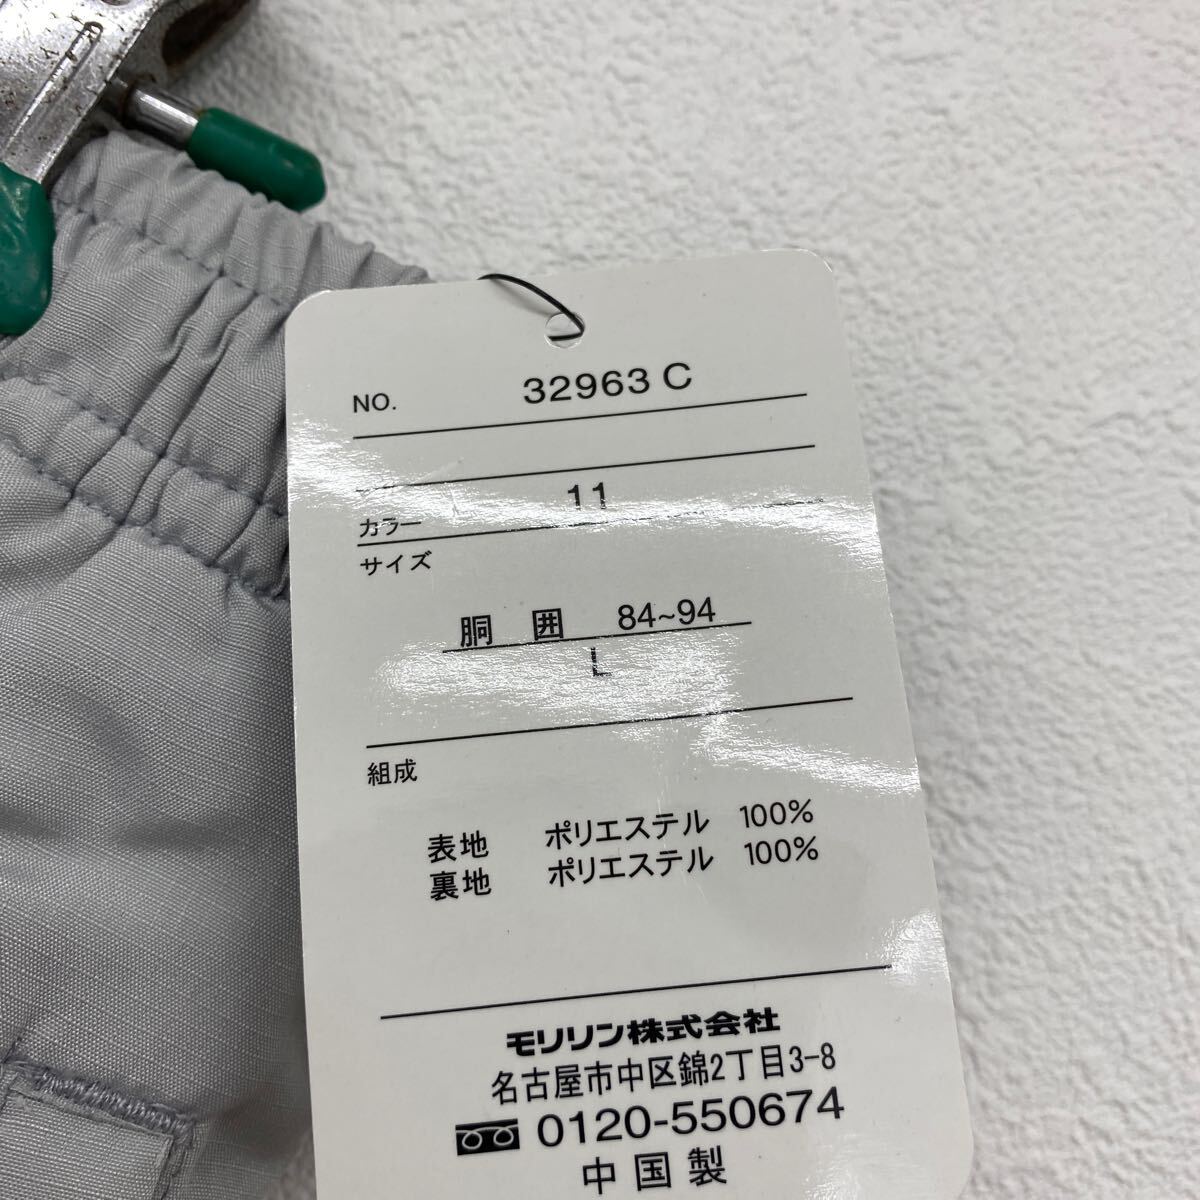 NO. 32963 C
カラー 11
サイズ
胴 囲 84~94
L
組成
表地 ポリエステル 100%
裏地 ポリエステル 100%
モリリン株式会社
名古屋市中区錦2丁目3-8
0120-550674
中国製